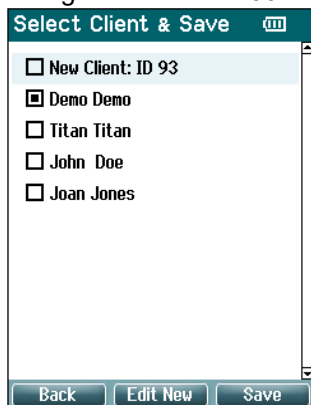 Select Client & Save
New Client: ID 93
Demo Demo
Titan Titan
John Doe
Joan Jones
Back Edit New Save